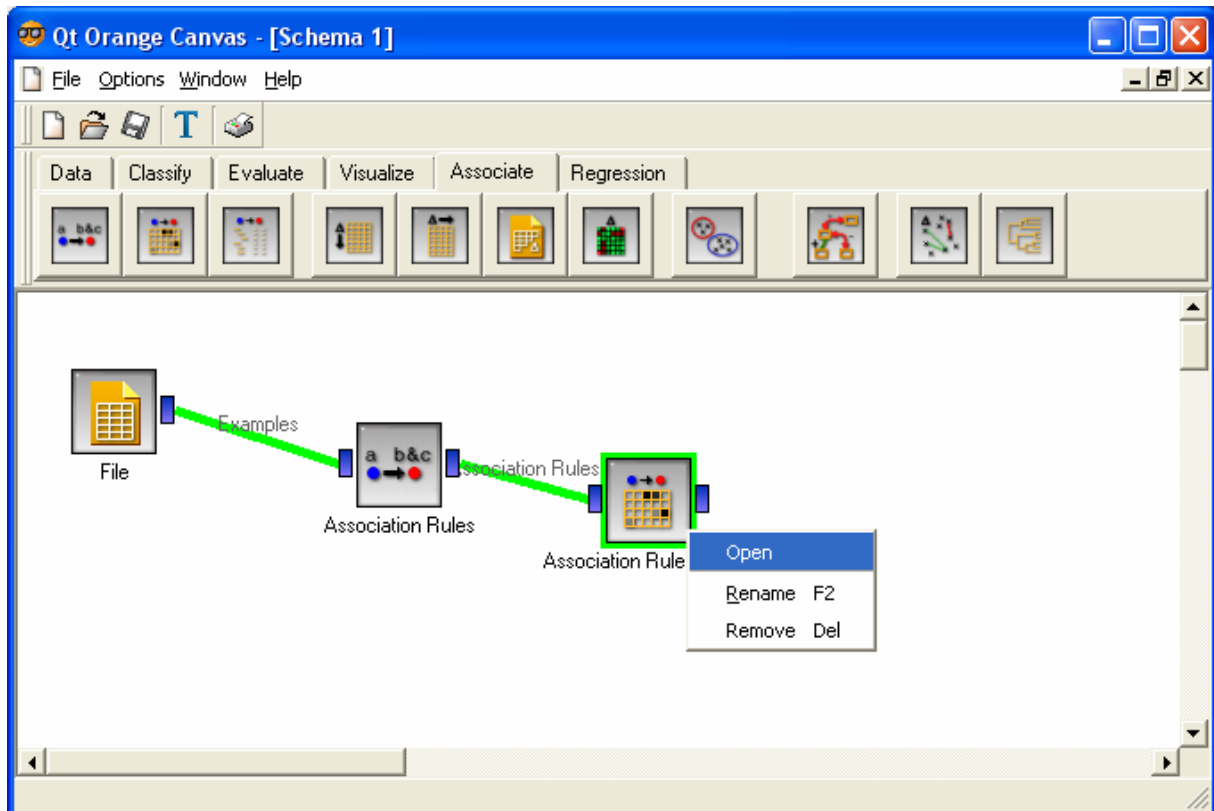 Qt Orange Canvas - [Schema 1]
File Options Window Help
T
Data Classify Evaluate Visualize Associate Regression
a b&c
Examples
File
a b&c
Association Rules
Association Rules
Association Rule
Open
Rename F2
Remove Del